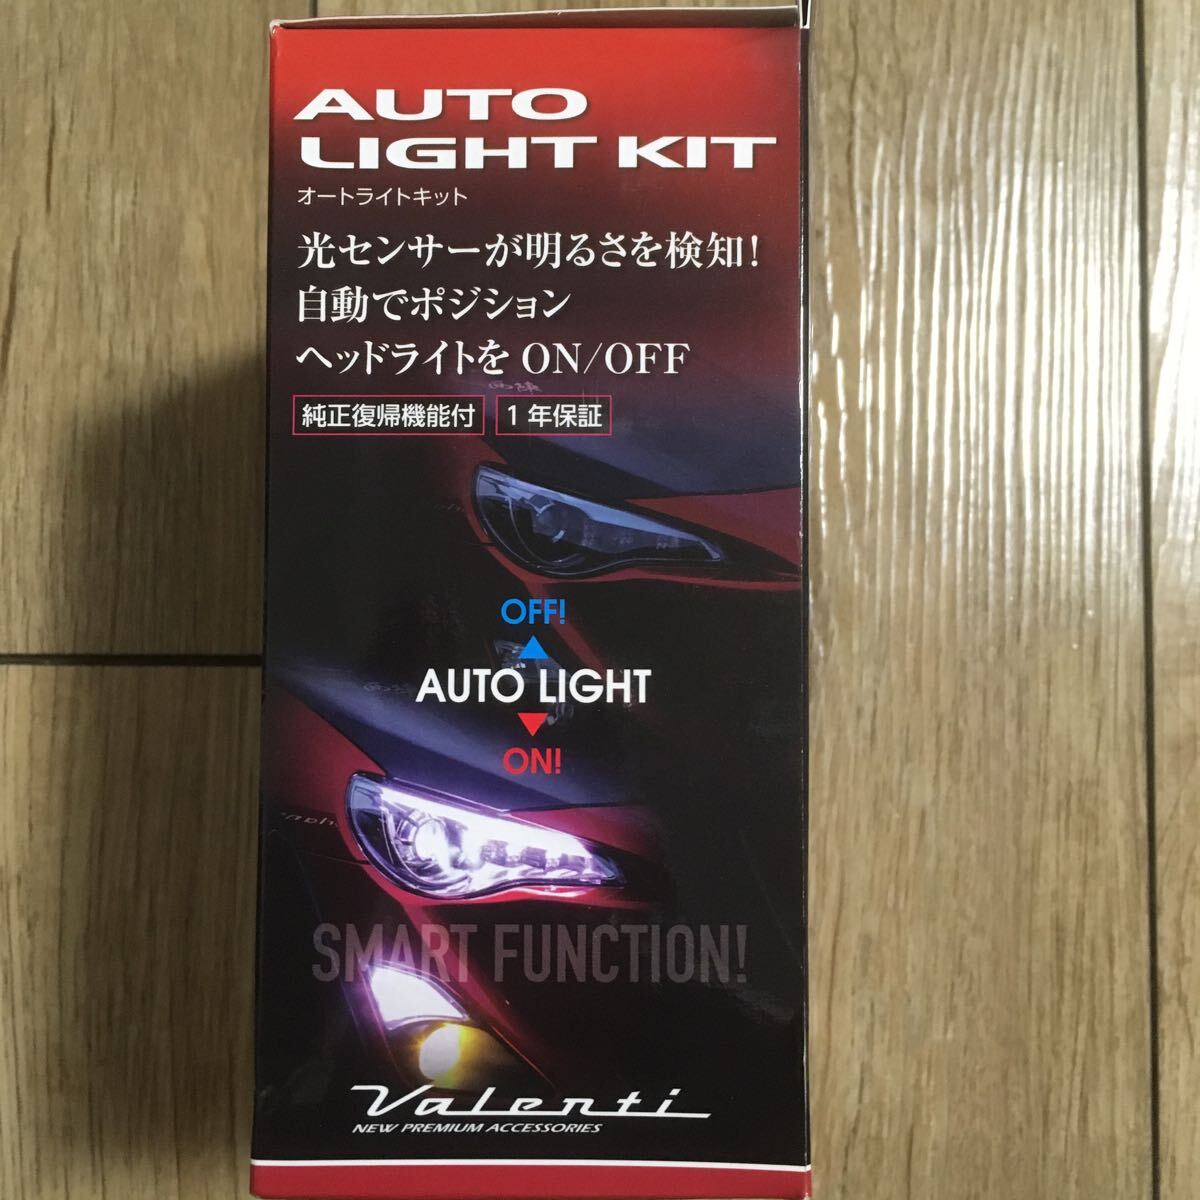 AUTO
LIGHT KIT
オートライトキット
光センサーが明るさを検知!
自動でポジション
ヘッドライトを ON/OFF
純正復帰機能付 1年保証
OFF!
AUTO LIGHT
ON!
SMART FUNCTION!
Valenti
NEW PREMIUM ACCESSORIES